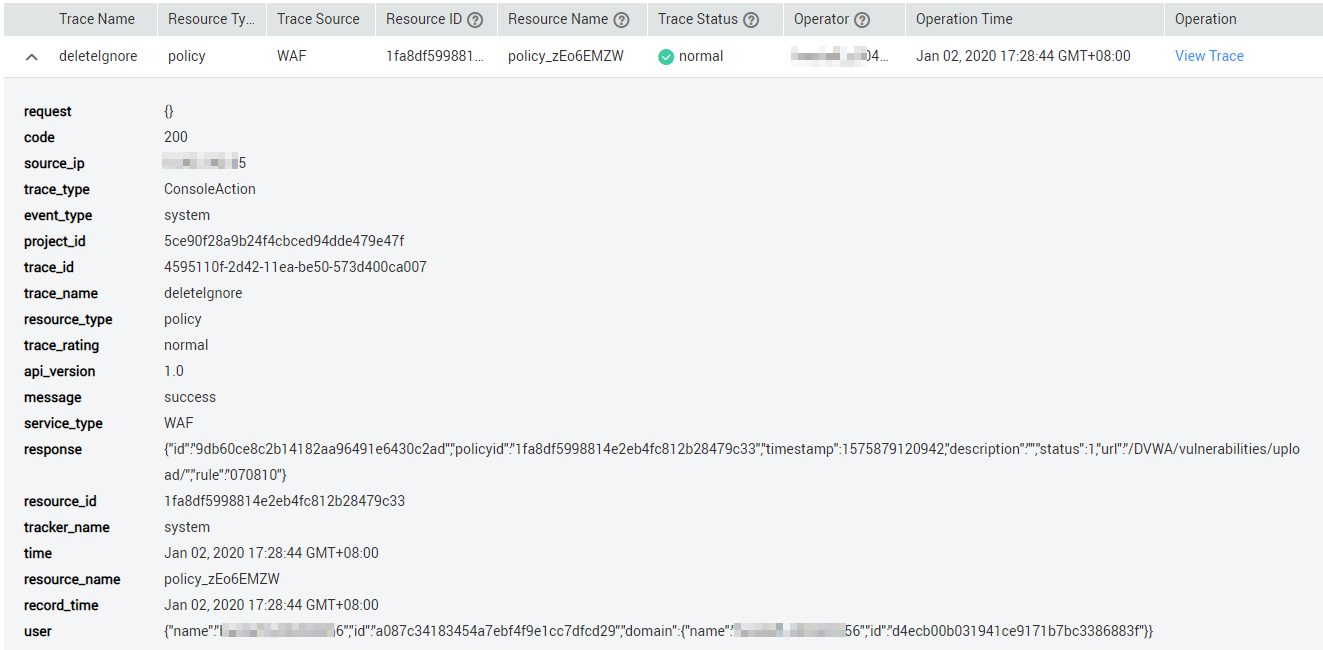 Trace Name Resource Ty... Trace Source Resource ID ? Resource Name ? Trace Status ? Operator ? Operation Time Operation
deleteIgnore policy WAF 1fa8df599881... policy_zEo6EMZW normal 04... Jan 02, 2020 17:28:44 GMT+08:00 View Trace
request {}
code 200
source_ip 5
trace_type ConsoleAction
event_type system
project_id 5ce90f28a9b24f4cbced94dde479e47f
trace_id 4595110f-2d42-11ea-be50-573d400ca007
trace_name deleteIgnore
resource_type policy
trace_rating normal
api_version 1.0
message success
service_type WAF
response {"id":"9db60ce8c2b14182aa96491e6430c2ad","policyid":"1fa8df5998814e2eb4fc812b28479c33","timestamp":1575879120942,"description":"","status":1,"url":"/DVWA/vulnerabilities/uplo
ad/","rule":"070810"}
resource_id 1fa8df5998814e2eb4fc812b28479c33
tracker_name system
time Jan 02, 2020 17:28:44 GMT+08:00
resource_name policy_zEo6EMZW
record_time Jan 02, 2020 17:28:44 GMT+08:00
user {"name":" 6","id":"a087c34183454a7ebf4f9e1cc7dfcd29","domain":{"name":" 56","id":"d4ecb00b031941ce9171b7bc3386883f"}}